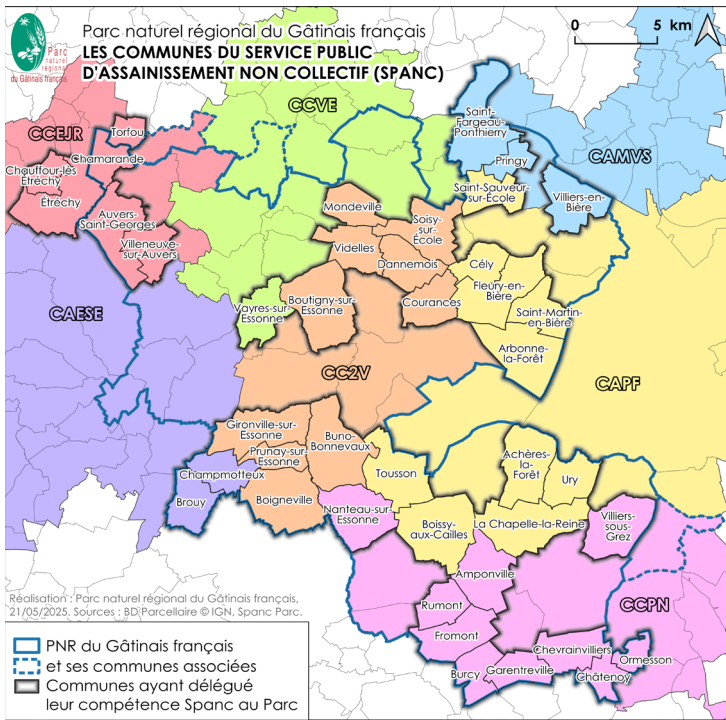 Parc naturel régional du Gâtinais français
LES COMMUNES DU SERVICE PUBLIC
D'ASSAINISSEMENT NON COLLECTIF (SPANC)
Parc
naturel
régional
du Gâtinais français
0 5 km
CCVE
CCEJR
Torfou
Chamarande
Chauffour-lès
Étréchy
Étréchy
Auvers-
Saint-Georges
Villeneuve-
sur-Auvers
Saint-
Fargeau-
Ponthierry
Pringy
CAMVS
Saint-Sauveur-
sur-École
Villiers-en-
Bière
Mondeville
Soisy-
sur-
École
Videlles
Dannemois
Cély
Fleury-en-
Bière
Saint-Martin-
en-Bière
Courances
Arbonne-
la-Forêt
Vayres-sur-
Essonne
Boutigny-sur-
Essonne
CAESE
CC2V
CAPF
Gironville-sur-
Essonne
Buno-
Bonnevaux
Prunay-sur-
Essonne
Champmotteux
Brouy
Boigneville
Tousson
Achères-
la-
Forêt
Ury
Nanteau-sur-
Essonne
Boissy-
aux-Cailles
La Chapelle-la-Reine
Villiers-
sous-
Grez
Amponville
Rumont
Fromont
Burcy
Garentreville
Chevrainvilliers
Châtenoy
Ormesson
CCPN
Réalisation : Parc naturel régional du Gâtinais français,
21/05/2025. Sources : BD Parcellaire © IGN, Spanc Parc.
PNR du Gâtinais français
et ses communes associées
Communes ayant délégué
leur compétence Spanc au Parc